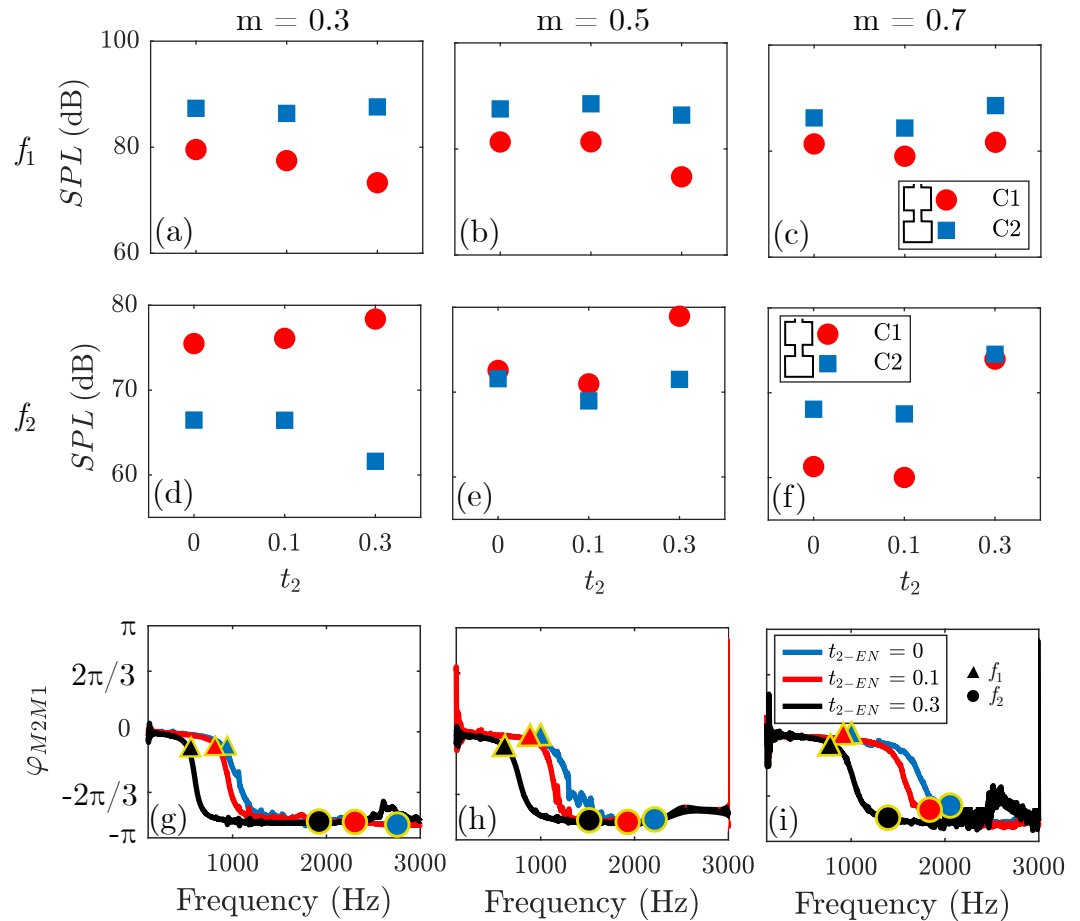 m = 0.3 m = 0.5 m = 0.7
100
80
60
f₁
SPL (dB)
(a) (b) (c)
C1
C2
80
70
60
f₂
SPL (dB)
(d) (e) (f)
C1
C2
0 0.1 0.3 0 0.1 0.3 0 0.1 0.3
t₂ t₂ t₂
π
2π/3
0
-2π/3
-π
φ_M2M1
(g) (h) (i)
t₂₋EN = 0
t₂₋EN = 0.1
t₂₋EN = 0.3
f₁
f₂
1000 2000 3000 1000 2000 3000 1000 2000 3000
Frequency (Hz) Frequency (Hz) Frequency (Hz)